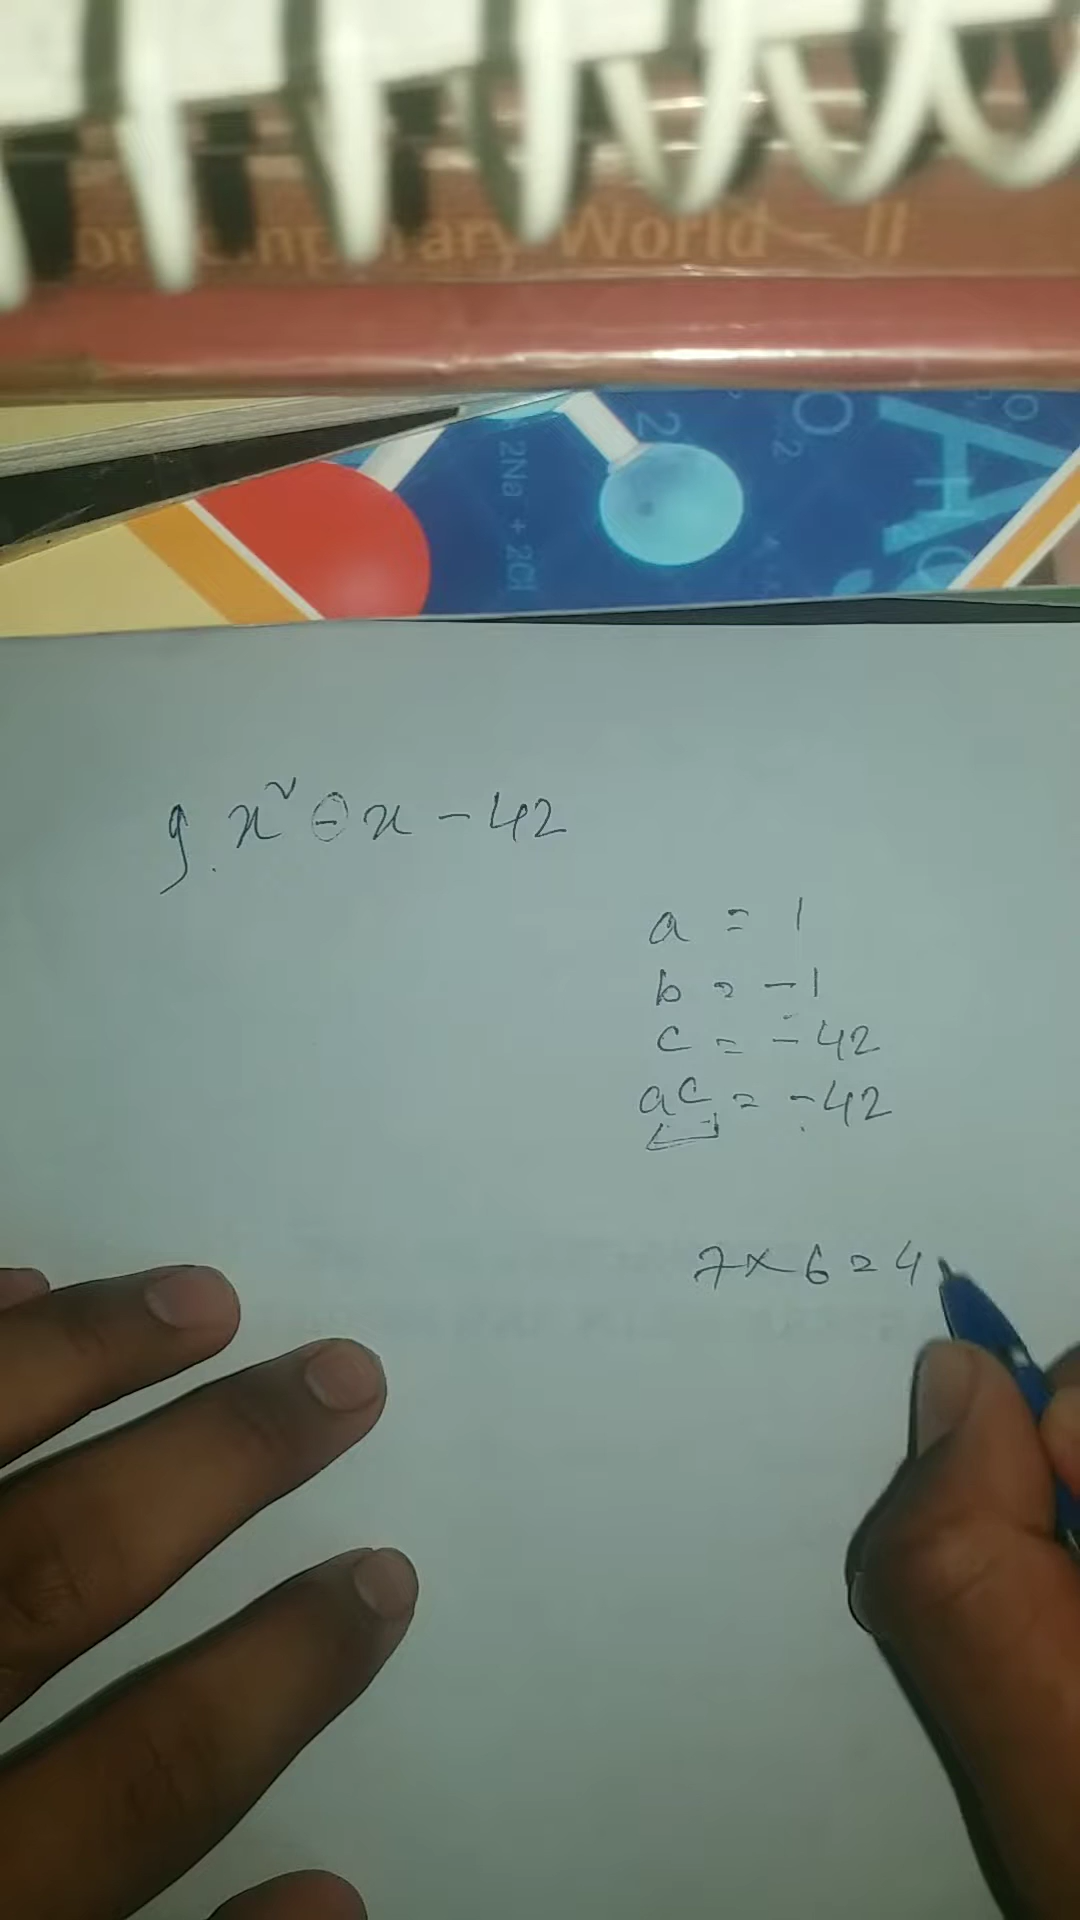 World - II
2Na + 2Cl
9. x² - x - 42
a = 1
b = -1
c = -42
ac = -42
7 x 6 = 4